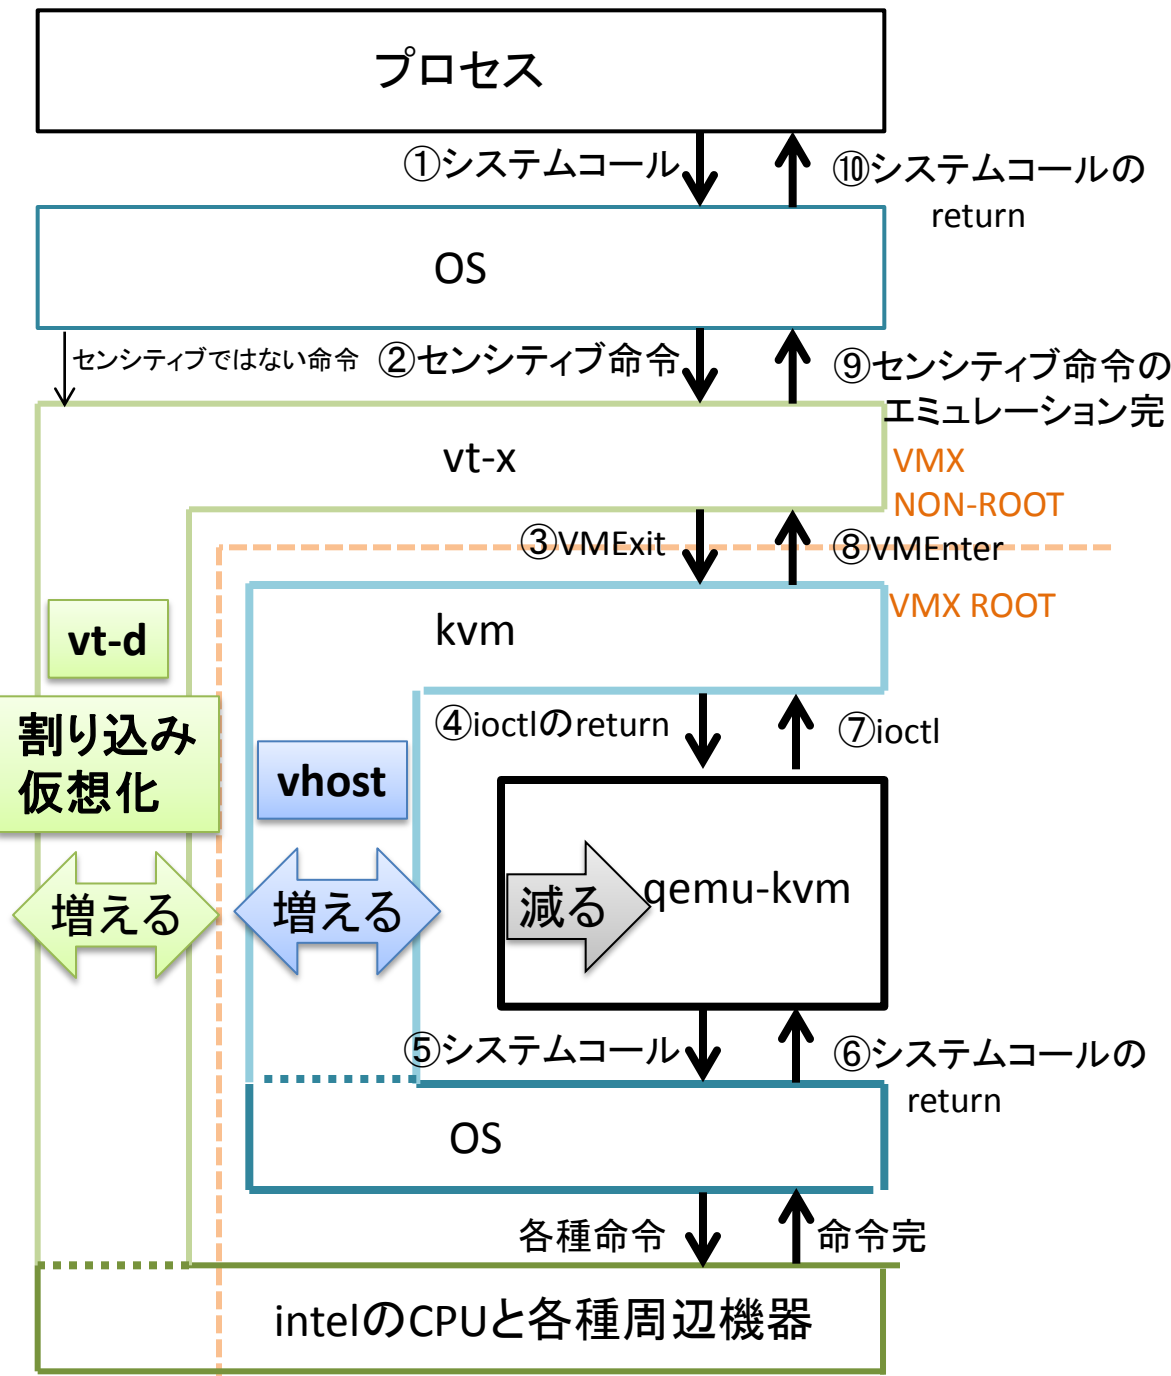 プロセス
①システムコール
⑩システムコールの
return
OS
センシティブではない命令
②センシティブ命令
⑨センシティブ命令の
エミュレーション完
vt-x
VMX
NON-ROOT
③VMExit
⑧VMEnter
VMX ROOT
kvm
vt-d
割り込み
仮想化
④ioctlのreturn
⑦ioctl
vhost
増える
増える
減る
qemu-kvm
⑤システムコール
⑥システムコールの
return
OS
各種命令
命令完
intelのCPUと各種周辺機器